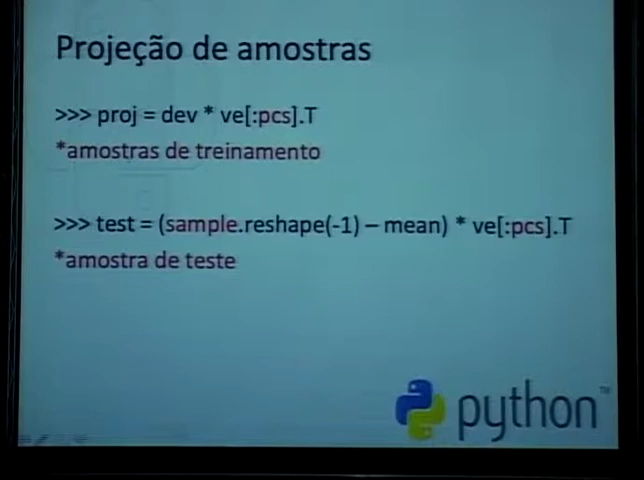 Projeção de amostras
>>> proj = dev * ve[:pcs].T
*amostras de treinamento
>>> test = (sample.reshape(-1) – mean) * ve[:pcs].T
*amostra de teste
python™